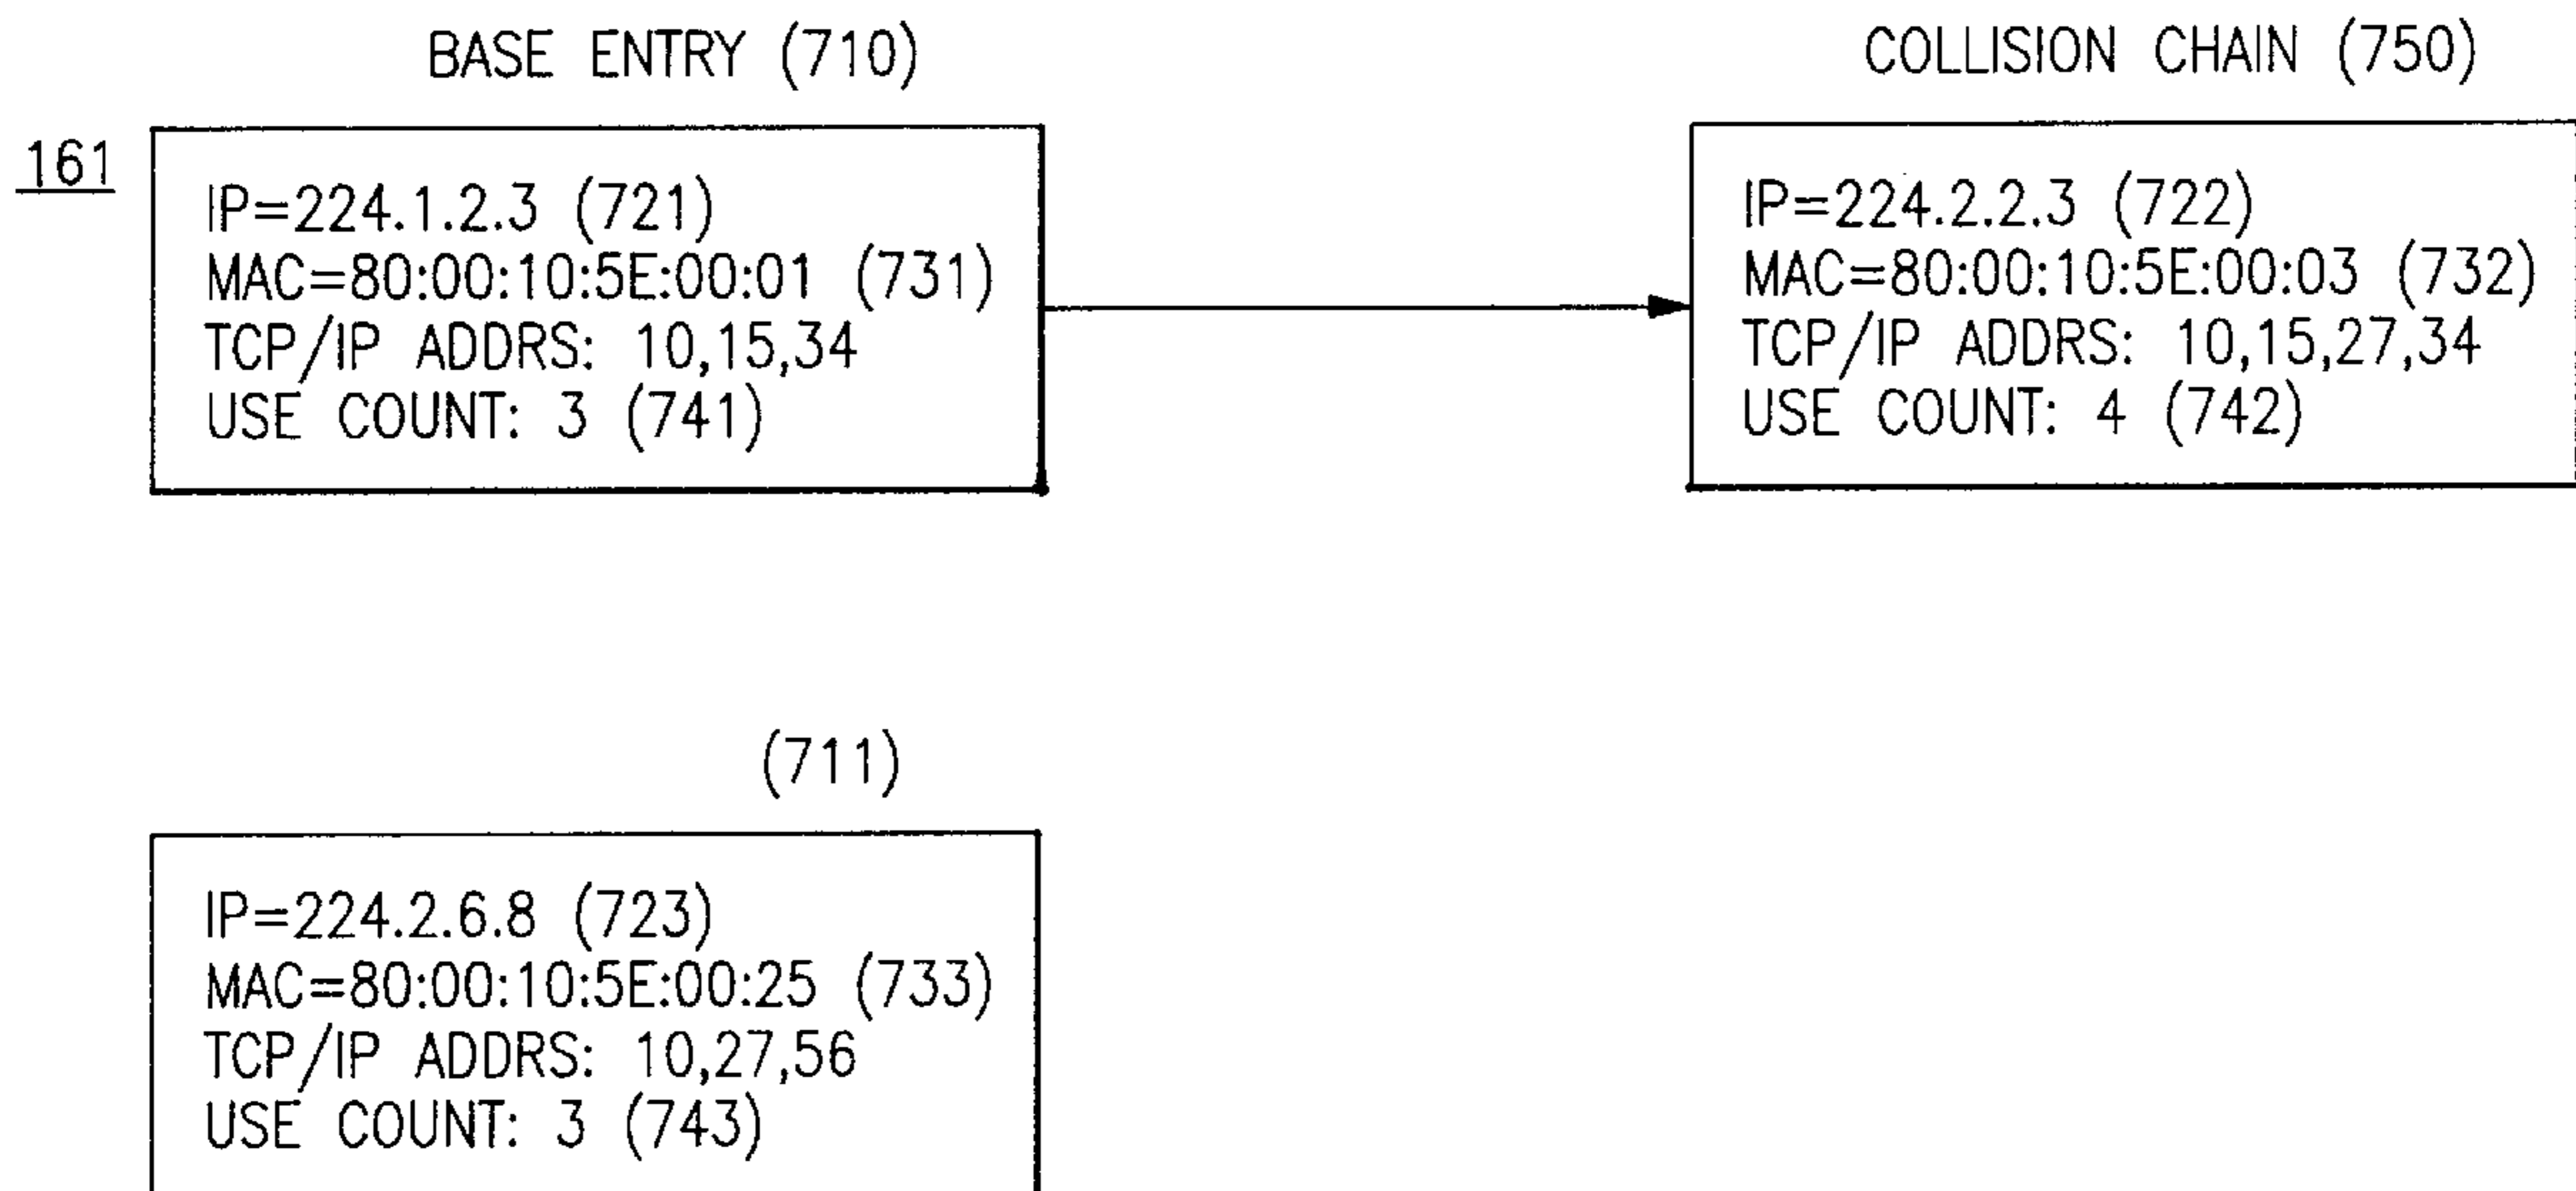 BASE ENTRY (710)
COLLISION CHAIN (750)
161
IP=224.1.2.3 (721)
MAC=80:00:10:5E:00:01 (731)
TCP/IP ADDRS: 10,15,34
USE COUNT: 3 (741)
IP=224.2.2.3 (722)
MAC=80:00:10:5E:00:03 (732)
TCP/IP ADDRS: 10,15,27,34
USE COUNT: 4 (742)
(711)
IP=224.2.6.8 (723)
MAC=80:00:10:5E:00:25 (733)
TCP/IP ADDRS: 10,27,56
USE COUNT: 3 (743)